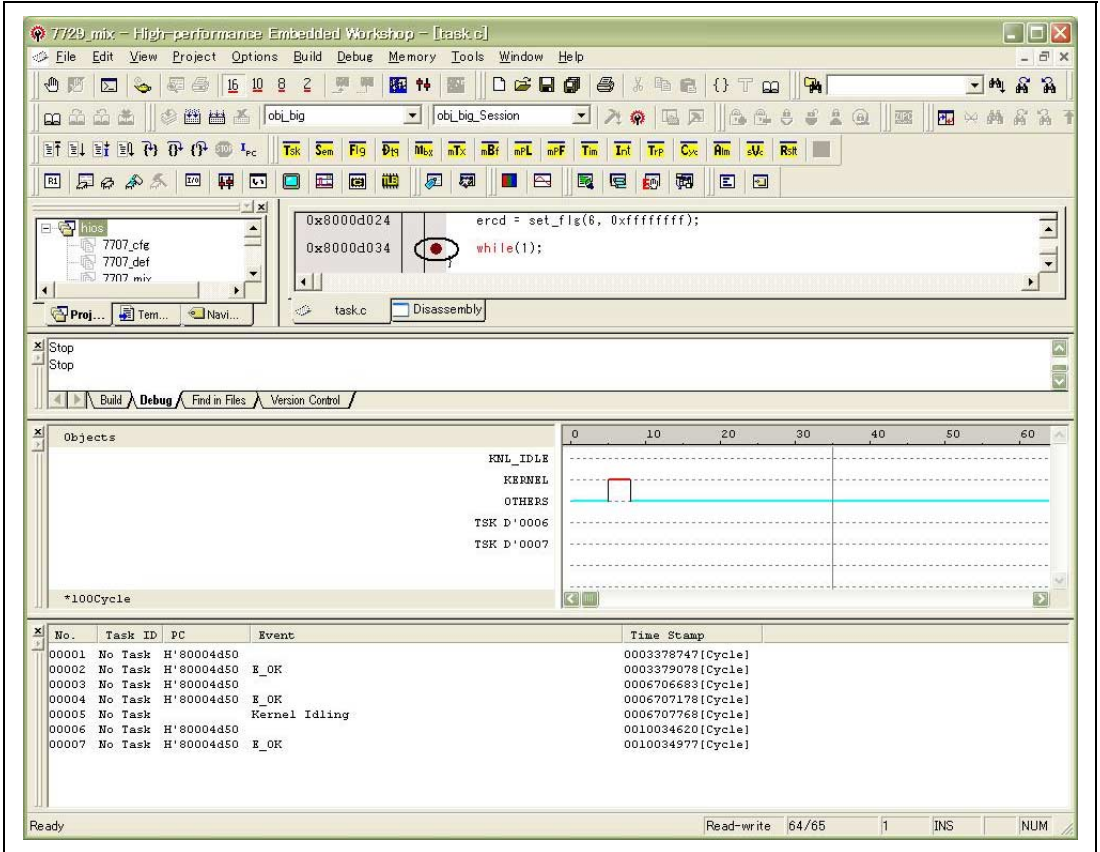 7729_mix - High-performance Embedded Workshop - [task.c]
File Edit View Project Options Build Debug Memory Tools Window Help
16 10 8 2
obj_big obj_big_Session
Tsk Sem Flg Dtq Mbx mTx mBf mPL mPF Tim Int Trp Cyc Alm sVc Rstt
hios
7707_cfg
7707_def
7707_mix
0x8000d024 ercd = set_flg(6, 0xffffffff);
0x8000d034 while(1);
}
Proj... Tem... Navi...
task.c Disassembly
Stop
Stop
Build Debug Find in Files Version Control
Objects 0 10 20 30 40 50 60
KNL_IDLE
KERNEL
OTHERS
TSK D'0006
TSK D'0007
*100Cycle
No. Task ID PC Event Time Stamp
00001 No Task H'80004d50 0003378747[Cycle]
00002 No Task H'80004d50 E_OK 0003379078[Cycle]
00003 No Task H'80004d50 0006706683[Cycle]
00004 No Task H'80004d50 E_OK 0006707178[Cycle]
00005 No Task Kernel Idling 0006707768[Cycle]
00006 No Task H'80004d50 0010034620[Cycle]
00007 No Task H'80004d50 E_OK 0010034977[Cycle]
Ready Read-write 64/65 1 INS NUM